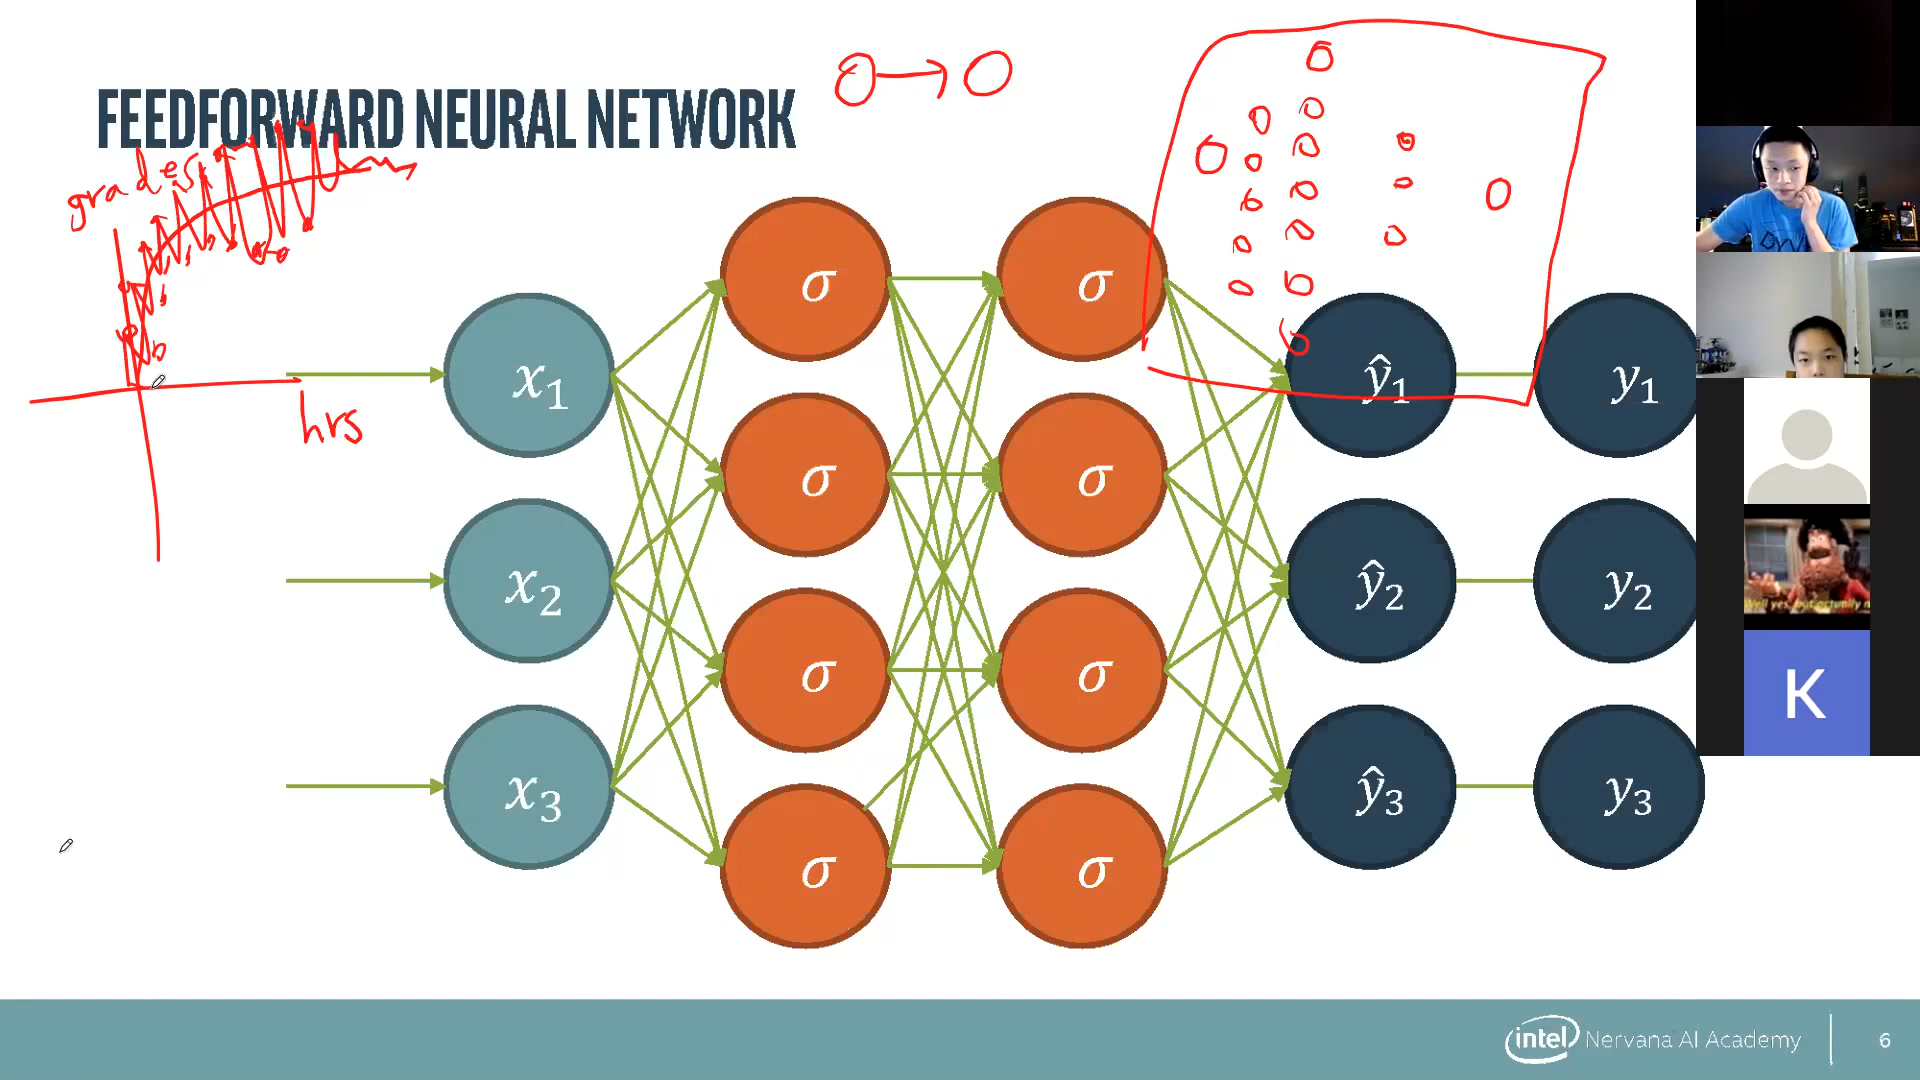 FEEDFORWARD NEURAL NETWORK
grades
hrs
σ σ
x₁ ŷ₁ y₁
σ σ
x₂ ŷ₂ y₂
σ σ
K
x₃ ŷ₃ y₃
σ σ
intel Nervana AI Academy 6